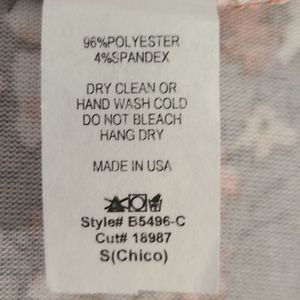 96%POLYESTER
4%SPANDEX
DRY CLEAN OR
HAND WASH COLD
DO NOT BLEACH
HANG DRY
MADE IN USA
Style# B5496-C
Cut# 18987
S(Chico)